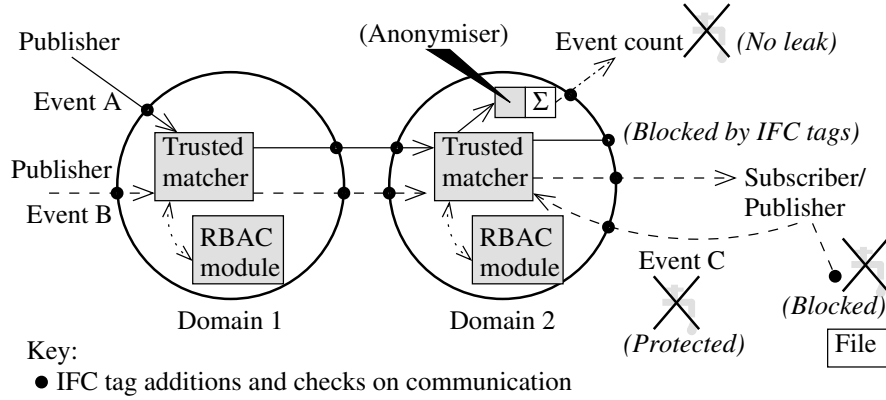 Publisher
(Anonymiser)
Event count
(No leak)
Event A
Σ
(Blocked by IFC tags)
Publisher
Trusted
matcher
Trusted
matcher
Event B
Subscriber/
Publisher
RBAC
module
RBAC
module
Event C
Domain 1
Domain 2
(Protected)
(Blocked)
File
Key:
IFC tag additions and checks on communication